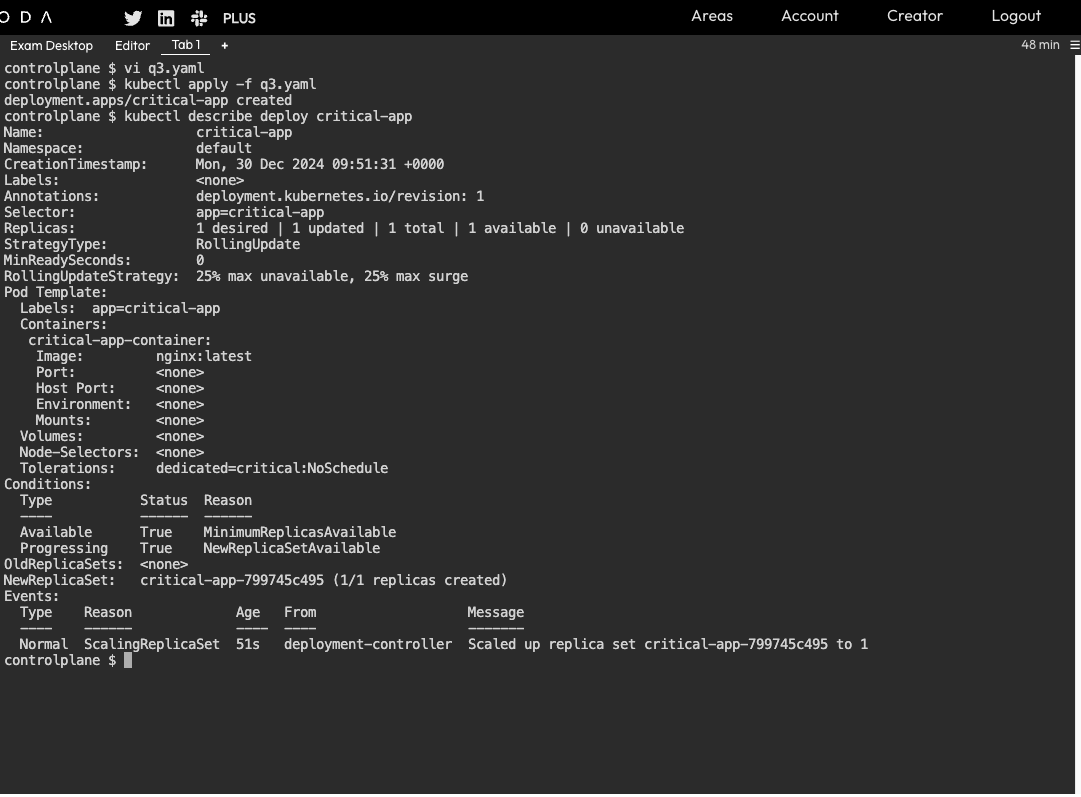 O D A PLUS Areas Account Creator Logout
Exam Desktop Editor Tab 1 + 48 min
controlplane $ vi q3.yaml
controlplane $ kubectl apply -f q3.yaml
deployment.apps/critical-app created
controlplane $ kubectl describe deploy critical-app
Name:                   critical-app
Namespace:              default
CreationTimestamp:      Mon, 30 Dec 2024 09:51:31 +0000
Labels:                 <none>
Annotations:            deployment.kubernetes.io/revision: 1
Selector:               app=critical-app
Replicas:               1 desired | 1 updated | 1 total | 1 available | 0 unavailable
StrategyType:           RollingUpdate
MinReadySeconds:        0
RollingUpdateStrategy:  25% max unavailable, 25% max surge
Pod Template:
  Labels:  app=critical-app
  Containers:
   critical-app-container:
    Image:         nginx:latest
    Port:          <none>
    Host Port:     <none>
    Environment:   <none>
    Mounts:        <none>
  Volumes:         <none>
  Node-Selectors:  <none>
  Tolerations:     dedicated=critical:NoSchedule
Conditions:
  Type           Status  Reason
  ----           ------  ------
  Available      True    MinimumReplicasAvailable
  Progressing    True    NewReplicaSetAvailable
OldReplicaSets:  <none>
NewReplicaSet:   critical-app-799745c495 (1/1 replicas created)
Events:
  Type    Reason             Age   From                   Message
  ----    ------             ----  ----                   -------
  Normal  ScalingReplicaSet  51s   deployment-controller  Scaled up replica set critical-app-799745c495 to 1
controlplane $